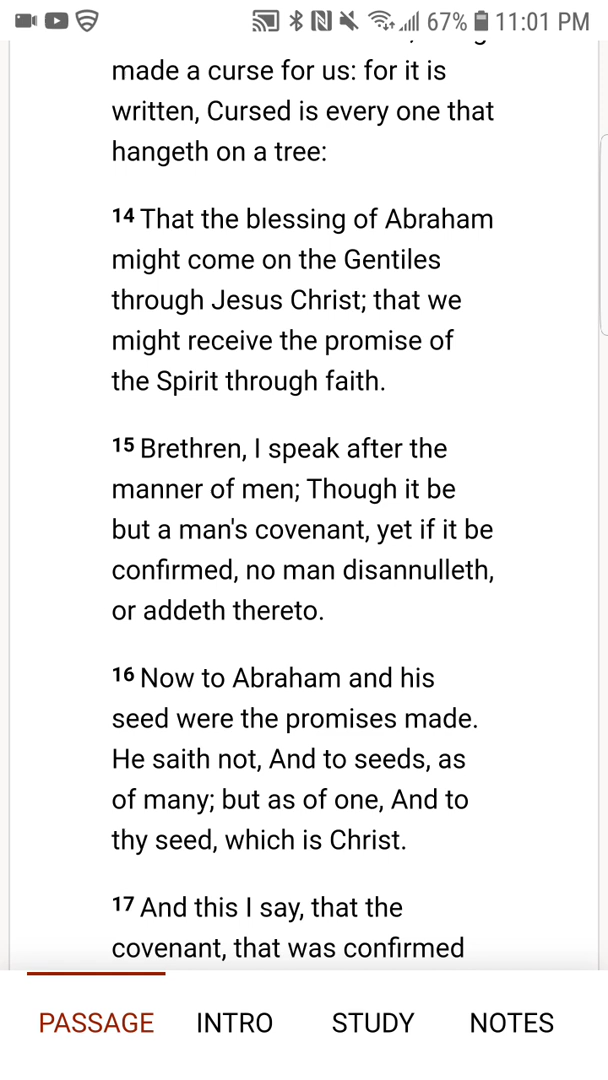 67% 11:01 PM
made a curse for us: for it is
written, Cursed is every one that
hangeth on a tree:
14 That the blessing of Abraham
might come on the Gentiles
through Jesus Christ; that we
might receive the promise of
the Spirit through faith.
15 Brethren, I speak after the
manner of men; Though it be
but a man's covenant, yet if it be
confirmed, no man disannulleth,
or addeth thereto.
16 Now to Abraham and his
seed were the promises made.
He saith not, And to seeds, as
of many; but as of one, And to
thy seed, which is Christ.
17 And this I say, that the
covenant, that was confirmed
PASSAGE INTRO STUDY NOTES